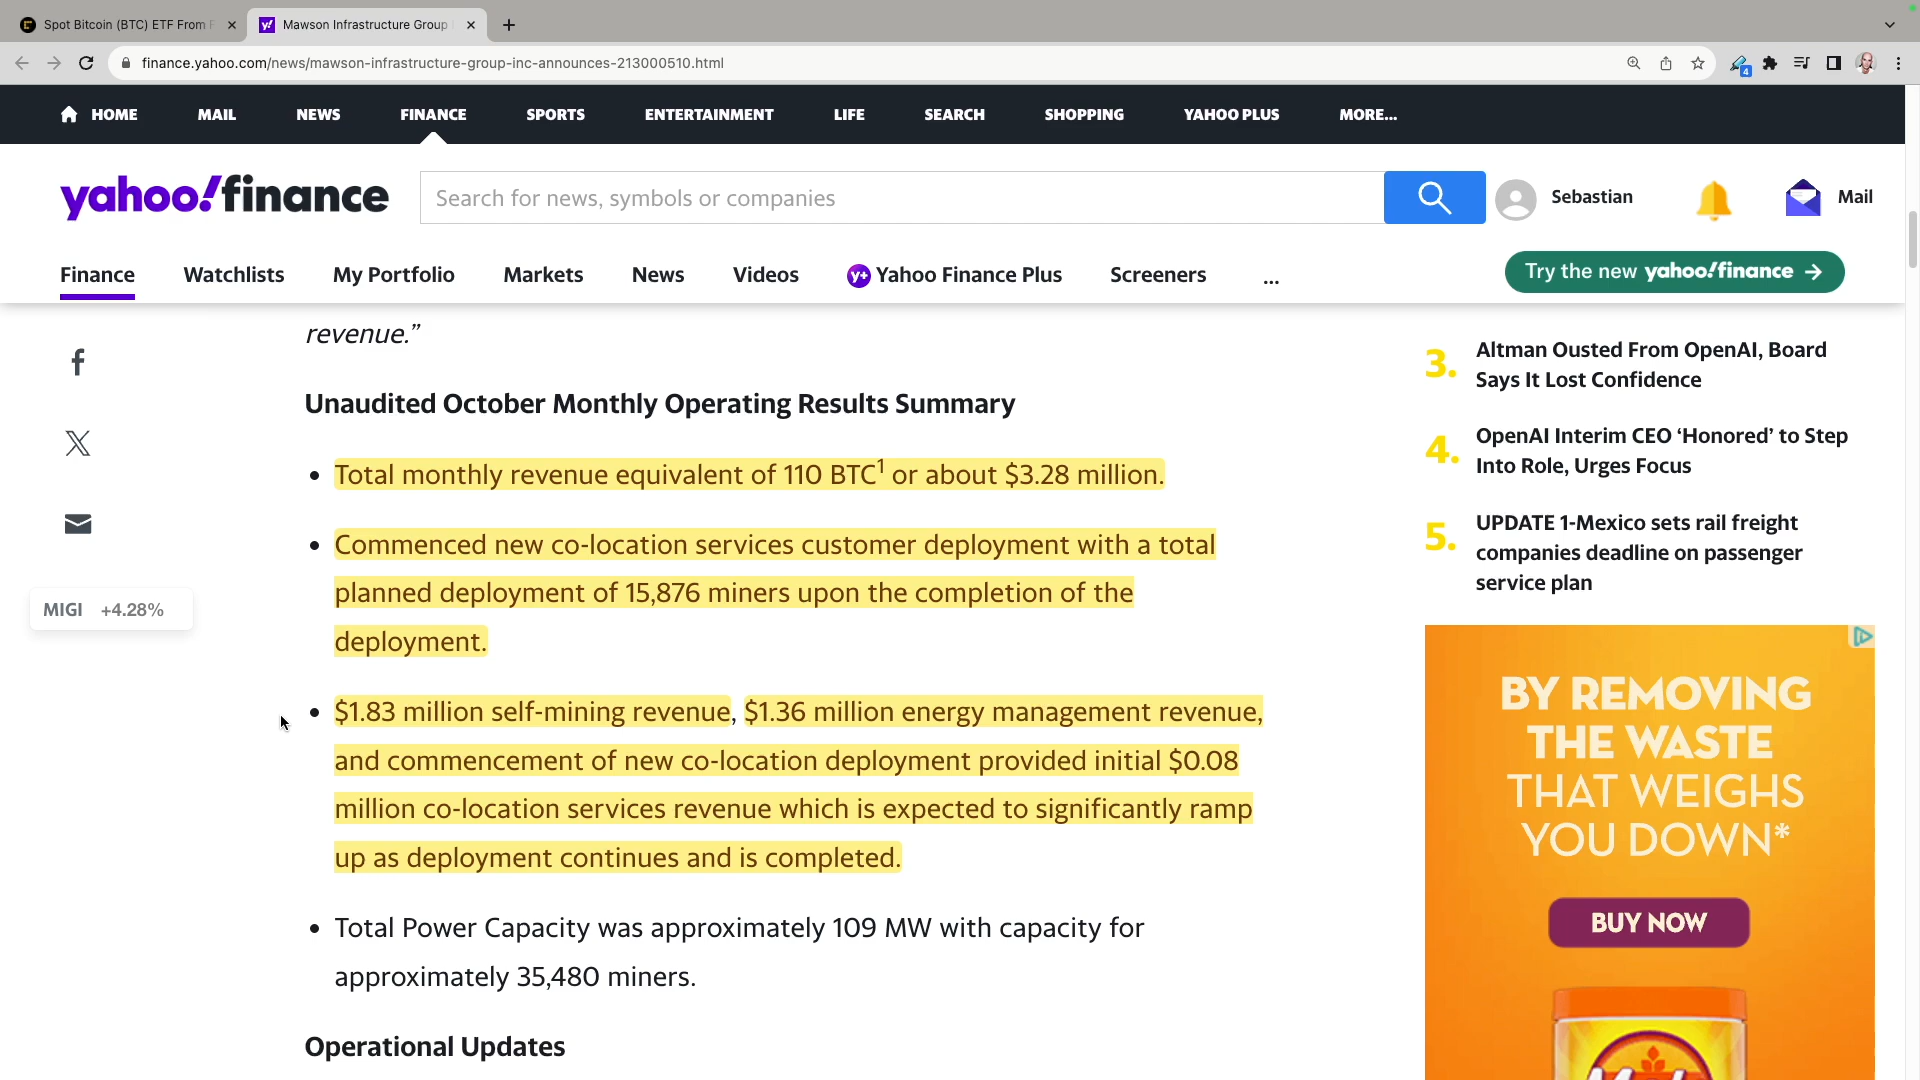 Spot Bitcoin (BTC) ETF From F
Mawson Infrastructure Group
finance.yahoo.com/news/mawson-infrastructure-group-inc-announces-213000510.html
4
HOME MAIL NEWS FINANCE SPORTS ENTERTAINMENT LIFE SEARCH SHOPPING YAHOO PLUS MORE...
yahoo!finance
Search for news, symbols or companies
Sebastian
Mail
Finance Watchlists My Portfolio Markets News Videos y+ Yahoo Finance Plus Screeners ...
Try the new yahoo!finance →
revenue.”
Unaudited October Monthly Operating Results Summary
• Total monthly revenue equivalent of 110 BTC¹ or about $3.28 million.
• Commenced new co-location services customer deployment with a total
planned deployment of 15,876 miners upon the completion of the
deployment.
• $1.83 million self-mining revenue, $1.36 million energy management revenue,
and commencement of new co-location deployment provided initial $0.08
million co-location services revenue which is expected to significantly ramp
up as deployment continues and is completed.
• Total Power Capacity was approximately 109 MW with capacity for
approximately 35,480 miners.
Operational Updates
MIGI +4.28%
3. Altman Ousted From OpenAI, Board
Says It Lost Confidence
4. OpenAI Interim CEO ‘Honored’ to Step
Into Role, Urges Focus
5. UPDATE 1-Mexico sets rail freight
companies deadline on passenger
service plan
BY REMOVING
THE WASTE
THAT WEIGHS
YOU DOWN*
BUY NOW